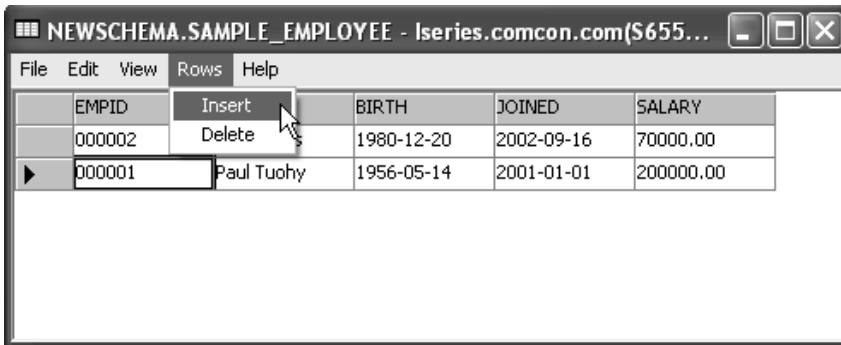 NEWSCHEMA.SAMPLE_EMPLOYEE - Iseries.comcon.com(S655...
File Edit View Rows Help
EMPID Insert BIRTH JOINED SALARY
000002 Delete 1980-12-20 2002-09-16 70000.00
000001 Paul Tuohy 1956-05-14 2001-01-01 200000.00